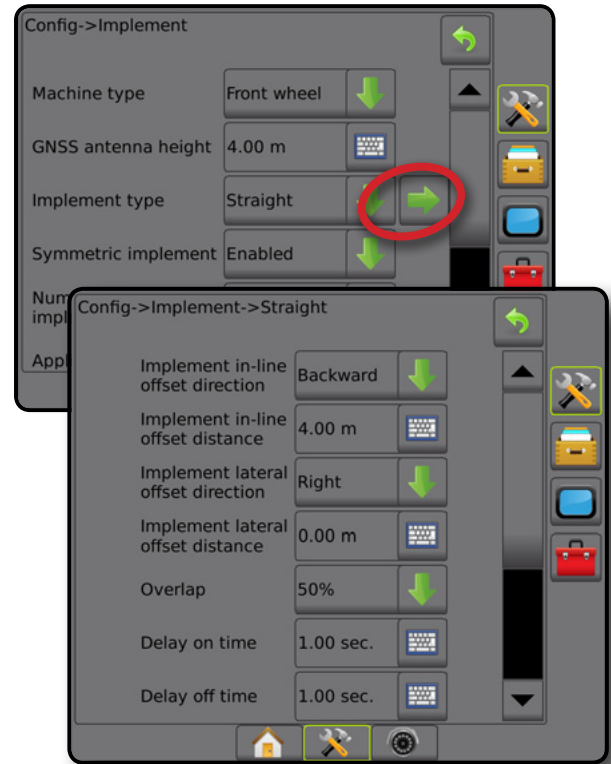 Config->Implement
Machine type Front wheel
GNSS antenna height 4.00 m
Implement type Straight
Symmetric implement Enabled
Config->Implement->Straight
Implement in-line
offset direction Backward
Implement in-line
offset distance 4.00 m
Implement lateral
offset direction Right
Implement lateral
offset distance 0.00 m
Overlap 50%
Delay on time 1.00 sec.
Delay off time 1.00 sec.